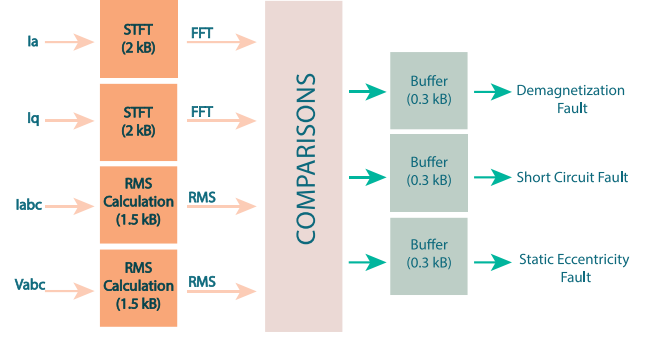 Ia
STFT
(2 kB)
FFT
Iq
STFT
(2 kB)
FFT
Iabc
RMS
Calculation
(1.5 kB)
RMS
Vabc
RMS
Calculation
(1.5 kB)
RMS
COMPARISONS
Buffer
(0.3 kB)
Demagnetization
Fault
Buffer
(0.3 kB)
Short Circuit Fault
Buffer
(0.3 kB)
Static Eccentricity
Fault